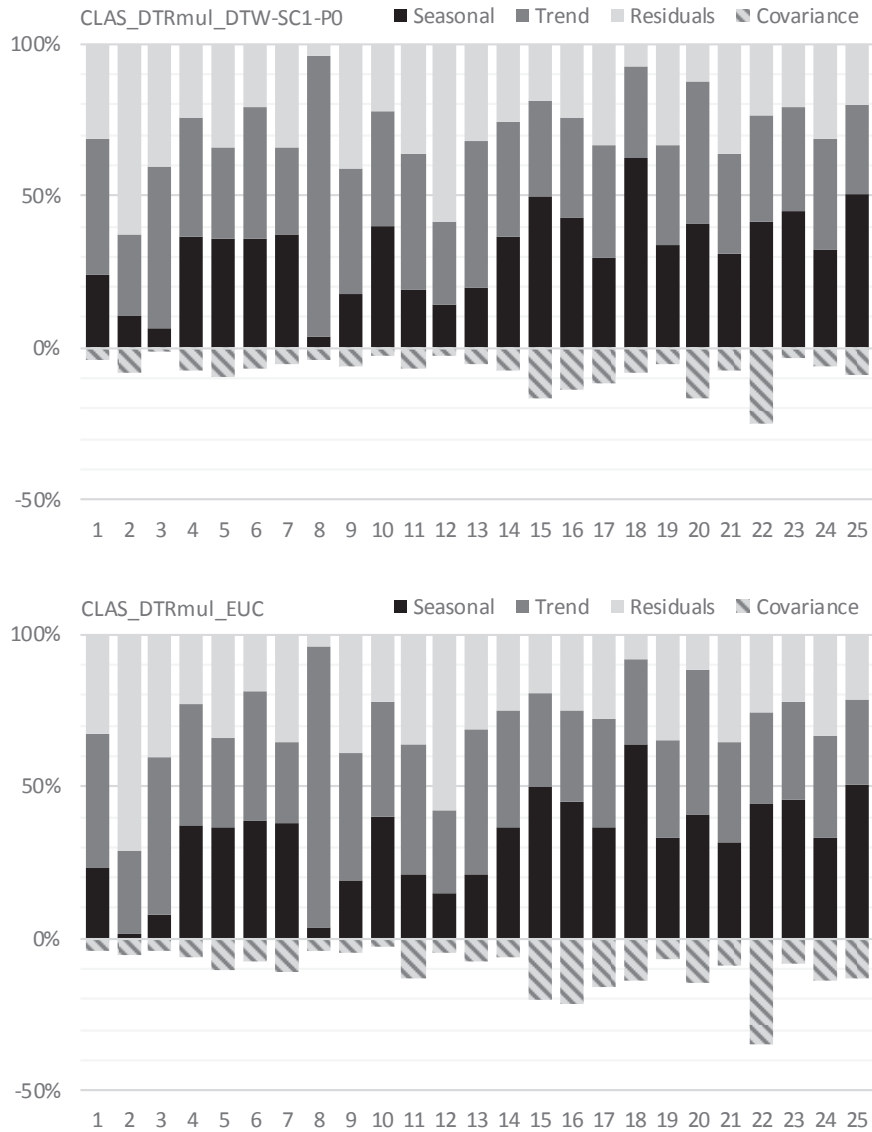 CLAS_DTRmul_DTW-SC1-P0 Seasonal Trend Residuals Covariance
100%
50%
0%
-50%
1 2 3 4 5 6 7 8 9 10 11 12 13 14 15 16 17 18 19 20 21 22 23 24 25
CLAS_DTRmul_EUC Seasonal Trend Residuals Covariance
100%
50%
0%
-50%
1 2 3 4 5 6 7 8 9 10 11 12 13 14 15 16 17 18 19 20 21 22 23 24 25